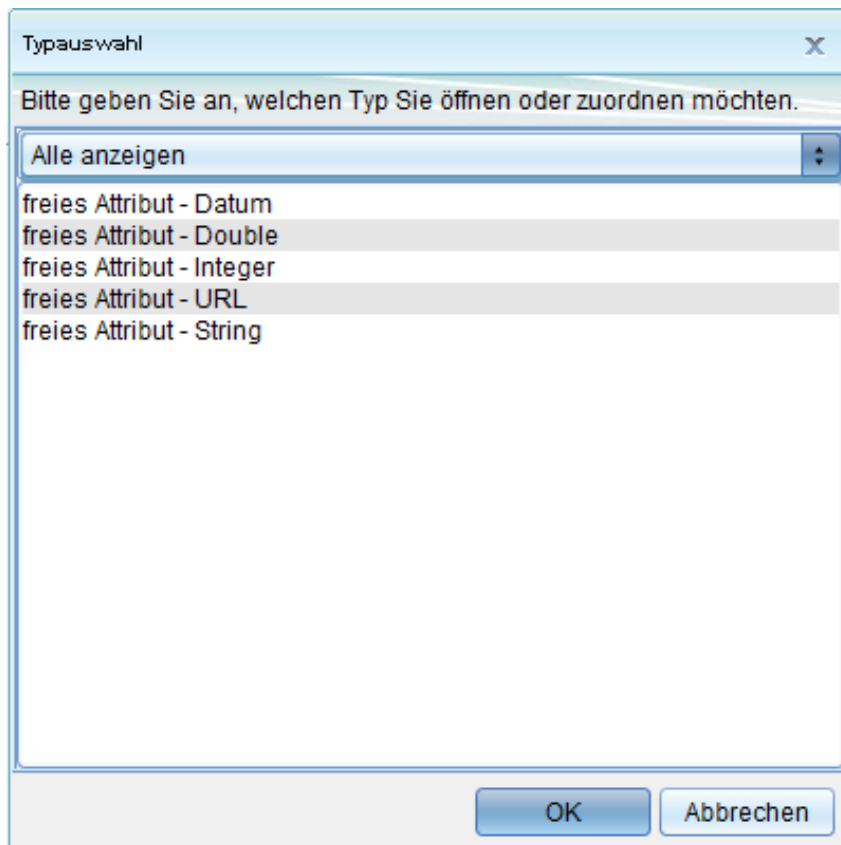 Typauswahl
Bitte geben Sie an, welchen Typ Sie öffnen oder zuordnen möchten.
Alle anzeigen
freies Attribut - Datum
freies Attribut - Double
freies Attribut - Integer
freies Attribut - URL
freies Attribut - String
OK Abbrechen